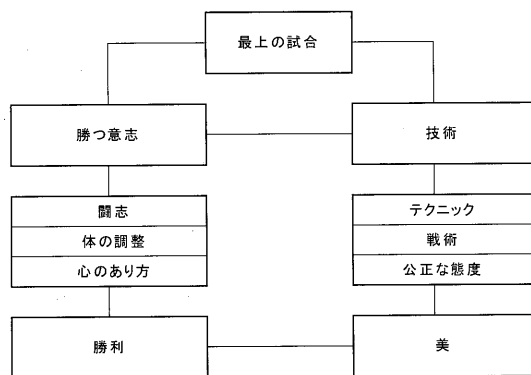 最上の試合
勝つ意志
技術
闘志
体の調整
心のあり方
テクニック
戦術
公正な態度
勝利
美